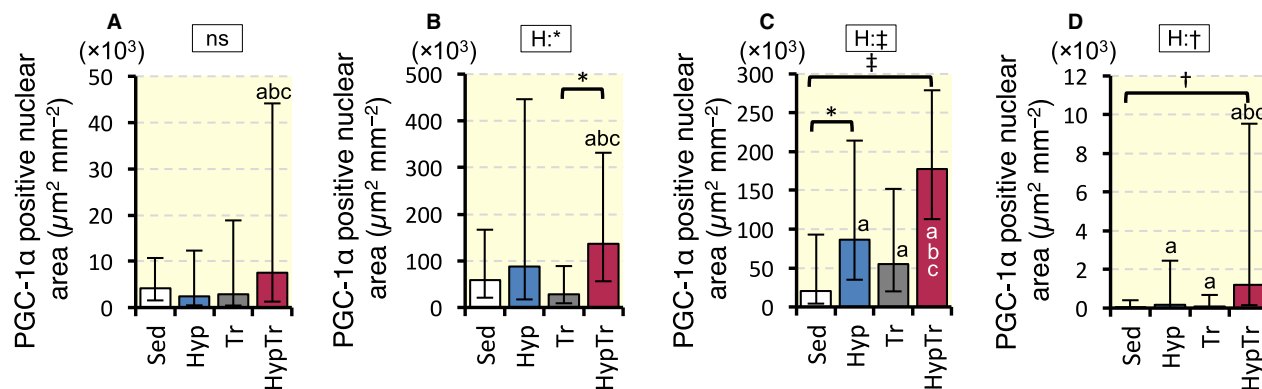 A
ns
(×10³)
PGC-1α positive nuclear
area (µm² mm⁻²)
50
40
30
20
10
0
abc
Sed
Hyp
Tr
HypTr
B
H:*
(×10³)
PGC-1α positive nuclear
area (µm² mm⁻²)
500
400
300
200
100
0
*
abc
Sed
Hyp
Tr
HypTr
C
H:‡
(×10³)
PGC-1α positive nuclear
area (µm² mm⁻²)
300
250
200
150
100
50
0
‡
*
a
a
a
b
c
Sed
Hyp
Tr
HypTr
D
H:†
(×10³)
PGC-1α positive nuclear
area (µm² mm⁻²)
12
10
8
6
4
2
0
†
abc
a
a
Sed
Hyp
Tr
HypTr